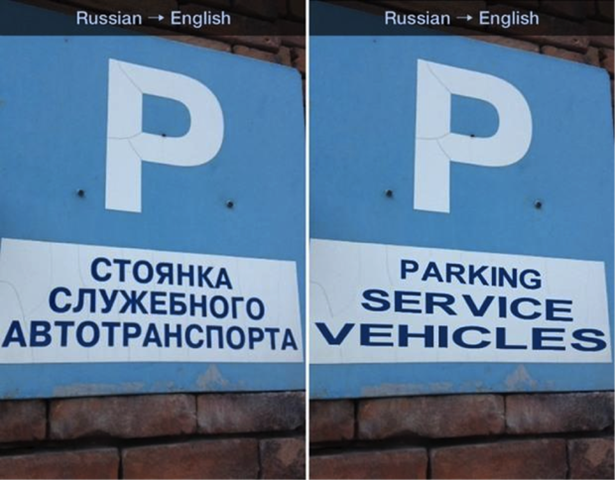 Russian → English
P
СТОЯНКА
СЛУЖЕБНОГО
АВТОТРАНСПОРТА
Russian → English
P
PARKING
SERVICE
VEHICLES